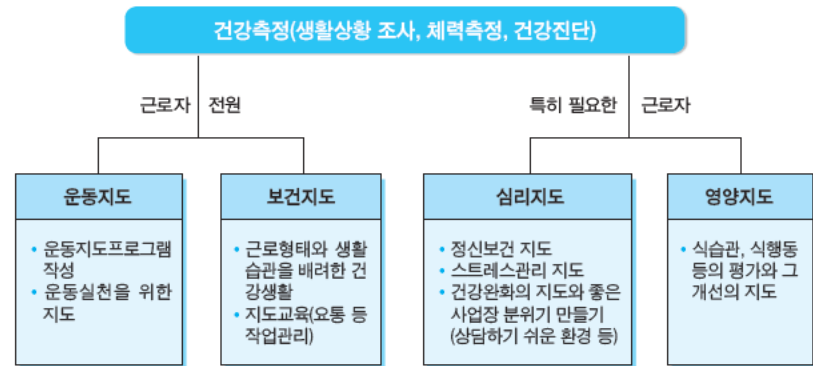 건강측정(생활상황 조사, 체력측정, 건강진단)
근로자 전원
특히 필요한 근로자
운동지도
• 운동지도프로그램
작성
• 운동실천을 위한
지도
보건지도
• 근로형태와 생활
습관을 배려한 건
강생활
• 지도교육(요통 등
작업관리)
심리지도
• 정신보건 지도
• 스트레스관리 지도
• 건강완화의 지도와 좋은
사업장 분위기 만들기
(상담하기 쉬운 환경 등)
영양지도
• 식습관, 식행동
등의 평가와 그
개선의 지도